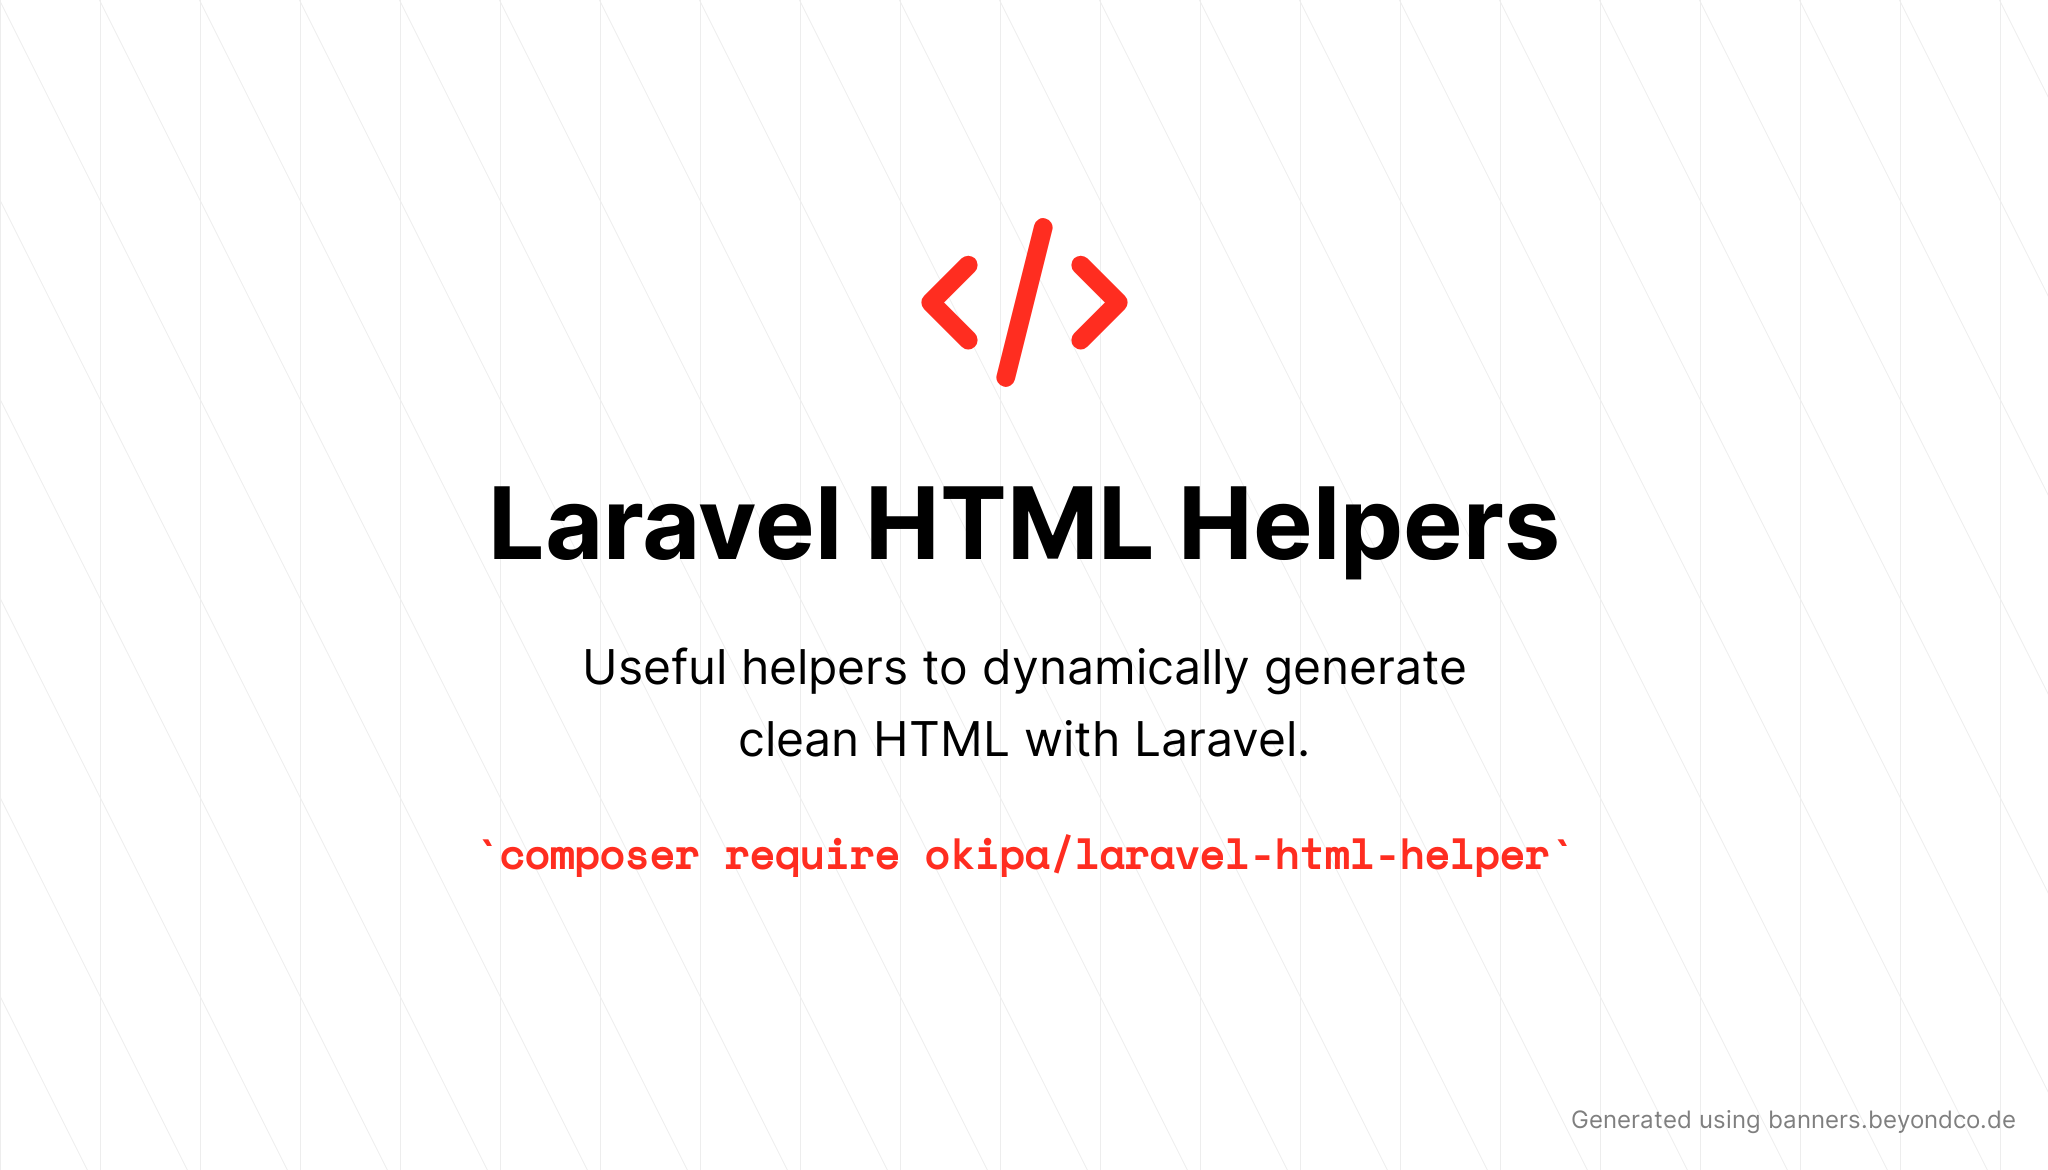 Laravel HTML Helpers
Useful helpers to dynamically generate
clean HTML with Laravel.
`composer require okipa/laravel-html-helper`
Generated using banners.beyondco.de